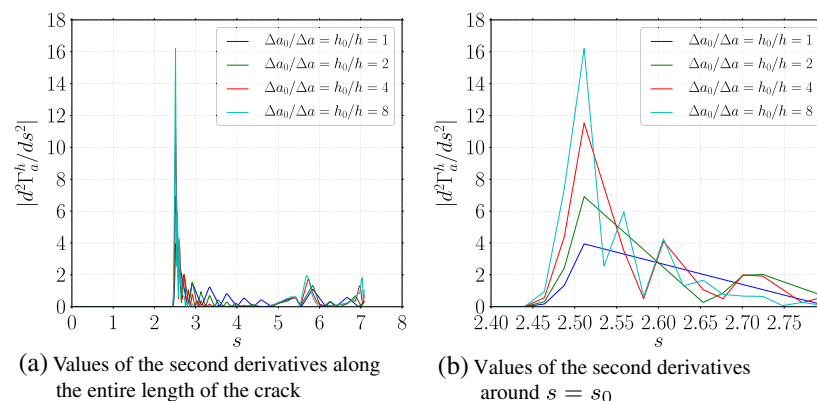 18
16
14
12
10
8
6
4
2
0
|d²Γₐʰ/ds²|
0 1 2 3 4 5 6 7 8
s
Δa₀/Δa = h₀/h = 1
Δa₀/Δa = h₀/h = 2
Δa₀/Δa = h₀/h = 4
Δa₀/Δa = h₀/h = 8
(a) Values of the second derivatives along
the entire length of the crack
18
16
14
12
10
8
6
4
2
0
|d²Γₐʰ/ds²|
2.40 2.45 2.50 2.55 2.60 2.65 2.70 2.75
s
Δa₀/Δa = h₀/h = 1
Δa₀/Δa = h₀/h = 2
Δa₀/Δa = h₀/h = 4
Δa₀/Δa = h₀/h = 8
(b) Values of the second derivatives
around s = s₀